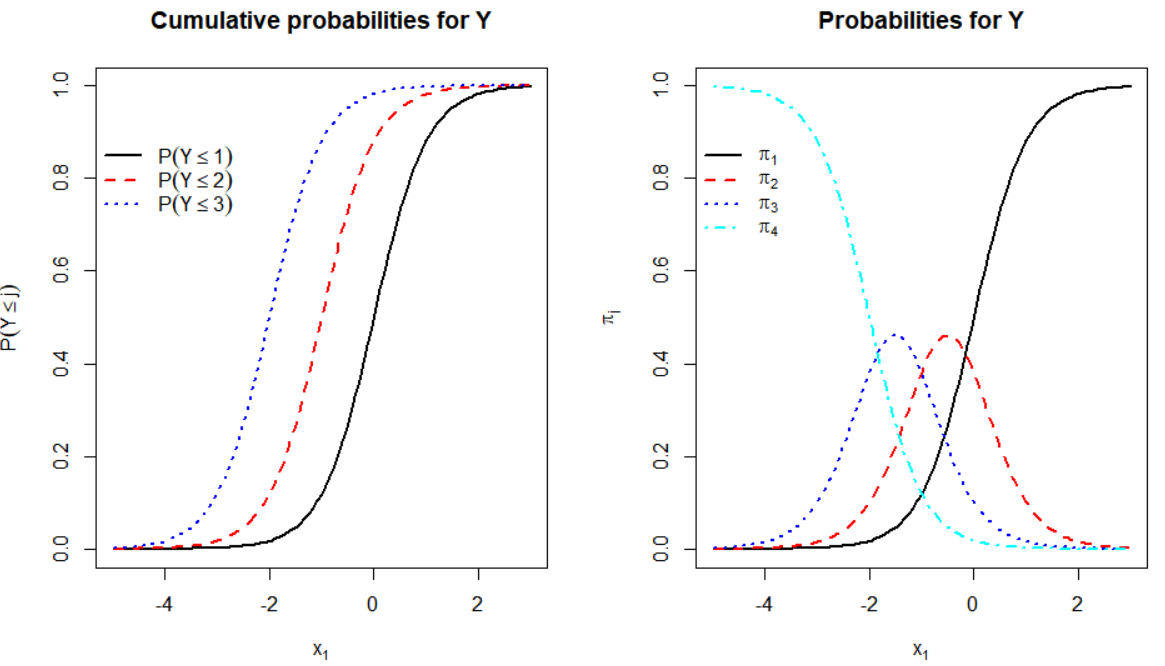 Cumulative probabilities for Y
P(Y ≤ j)
1.0
0.8
0.6
0.4
0.2
0.0
P(Y ≤ 1)
P(Y ≤ 2)
P(Y ≤ 3)
-4 -2 0 2
x₁
Probabilities for Y
πⱼ
1.0
0.8
0.6
0.4
0.2
0.0
π₁
π₂
π₃
π₄
-4 -2 0 2
x₁